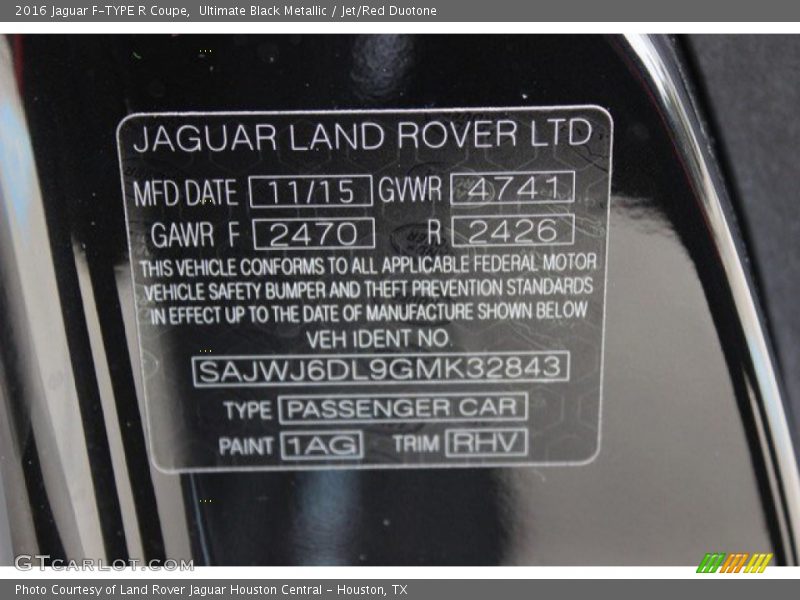 2016 Jaguar F-TYPE R Coupe,  Ultimate Black Metallic / Jet/Red Duotone
JAGUAR LAND ROVER LTD
MFD DATE 11/15 GVWR 4741
GAWR F 2470 R 2426
THIS VEHICLE CONFORMS TO ALL APPLICABLE FEDERAL MOTOR
VEHICLE SAFETY BUMPER AND THEFT PREVENTION STANDARDS
IN EFFECT UP TO THE DATE OF MANUFACTURE SHOWN BELOW
VEH IDENT NO.
SAJWJ6DL9GMK32843
TYPE PASSENGER CAR
PAINT 1AG TRIM RHV
GTCarLot.com
Photo Courtesy of Land Rover Jaguar Houston Central - Houston, TX